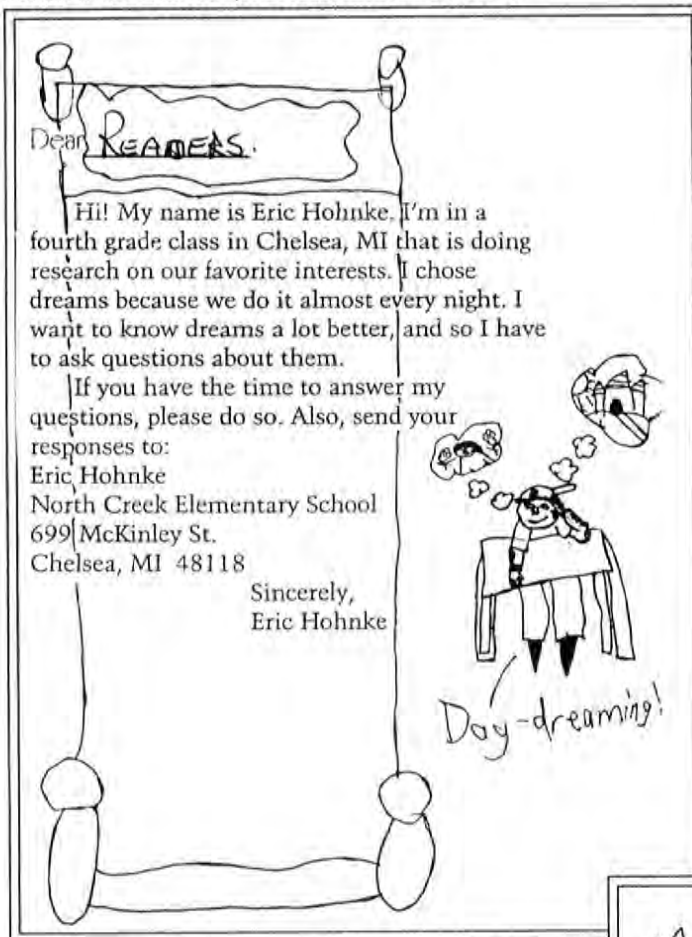 Dear READERS.
Hi! My name is Eric Hohnke. I'm in a
fourth grade class in Chelsea, MI that is doing
research on our favorite interests. I chose
dreams because we do it almost every night. I
want to know dreams a lot better, and so I have
to ask questions about them.
If you have the time to answer my
questions, please do so. Also, send your
responses to:
Eric Hohnke
North Creek Elementary School
699 McKinley St.
Chelsea, MI 48118
Sincerely,
Eric Hohnke
Day-dreaming!